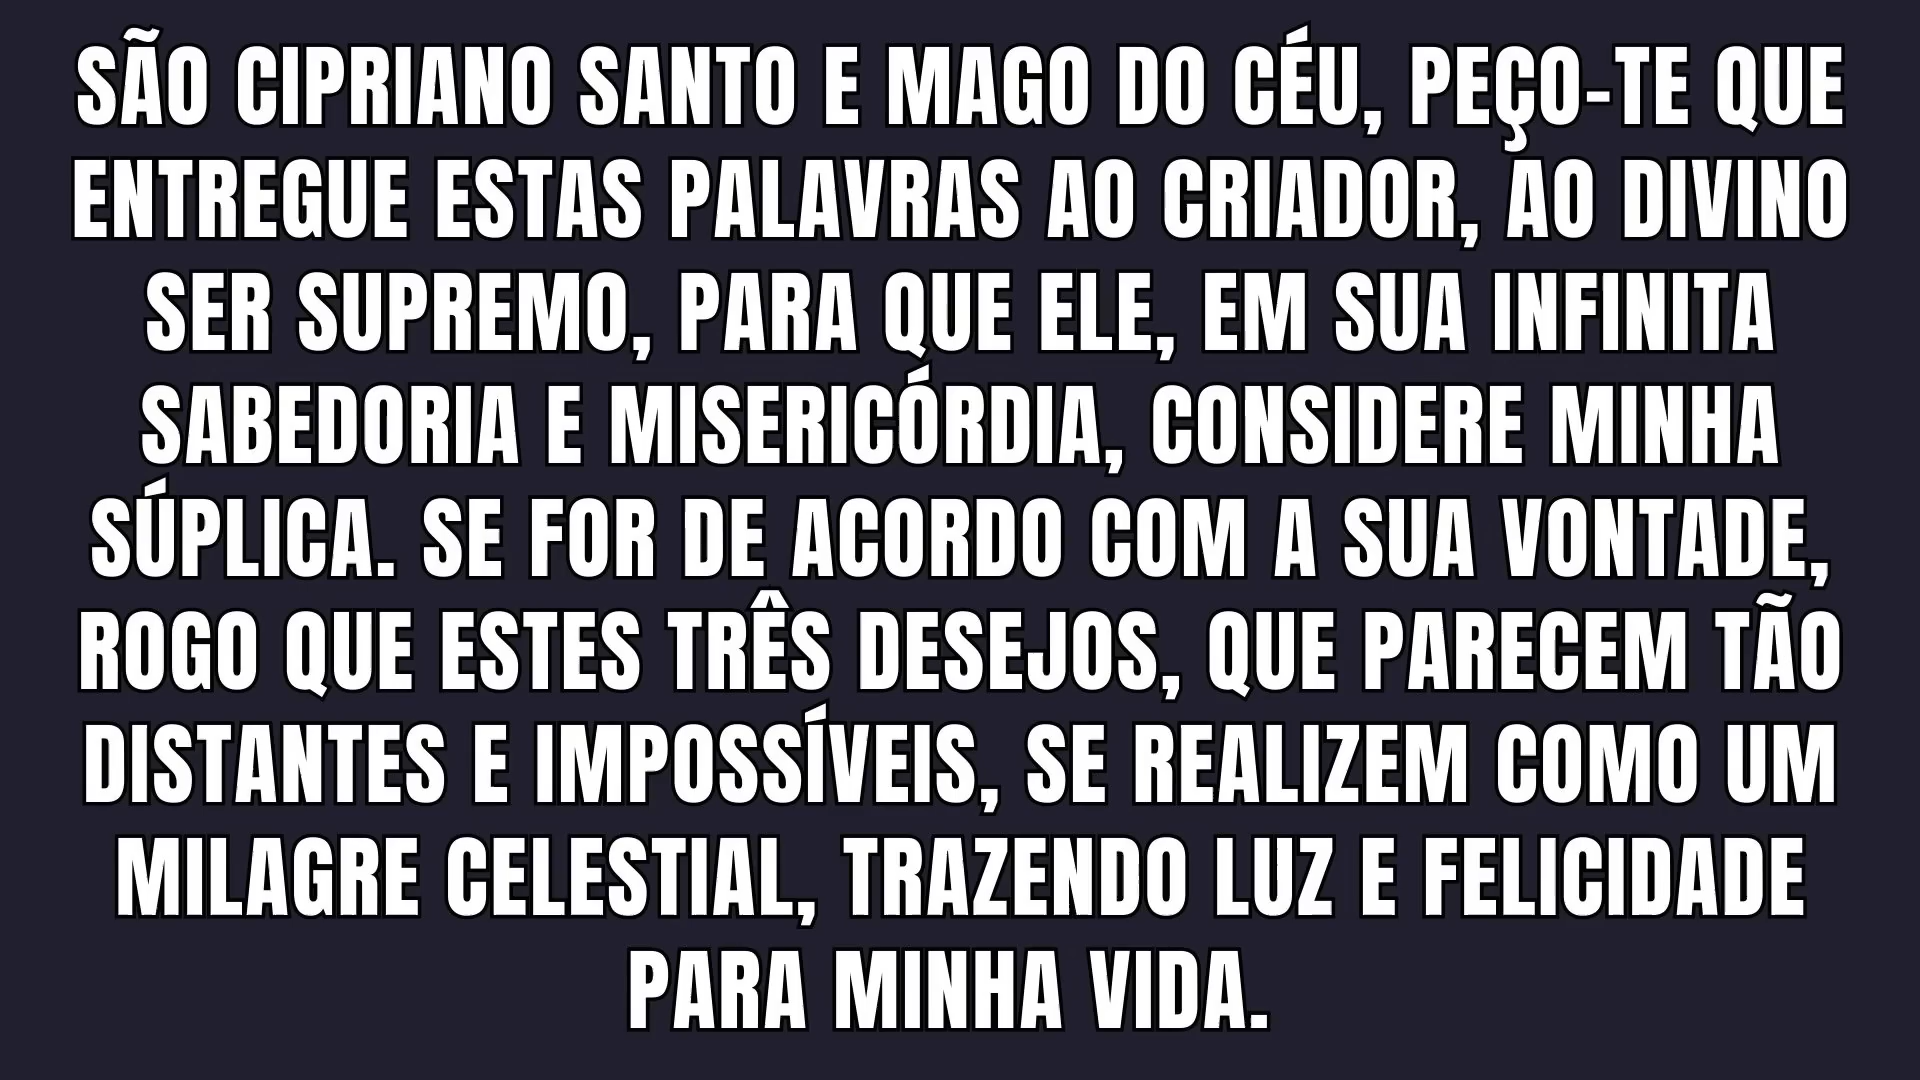 SÃO CIPRIANO SANTO E MAGO DO CÉU, PEÇO-TE QUE
ENTREGUE ESTAS PALAVRAS AO CRIADOR, AO DIVINO
SER SUPREMO, PARA QUE ELE, EM SUA INFINITA
SABEDORIA E MISERICÓRDIA, CONSIDERE MINHA
SÚPLICA. SE FOR DE ACORDO COM A SUA VONTADE,
ROGO QUE ESTES TRÊS DESEJOS, QUE PARECEM TÃO
DISTANTES E IMPOSSÍVEIS, SE REALIZEM COMO UM
MILAGRE CELESTIAL, TRAZENDO LUZ E FELICIDADE
PARA MINHA VIDA.